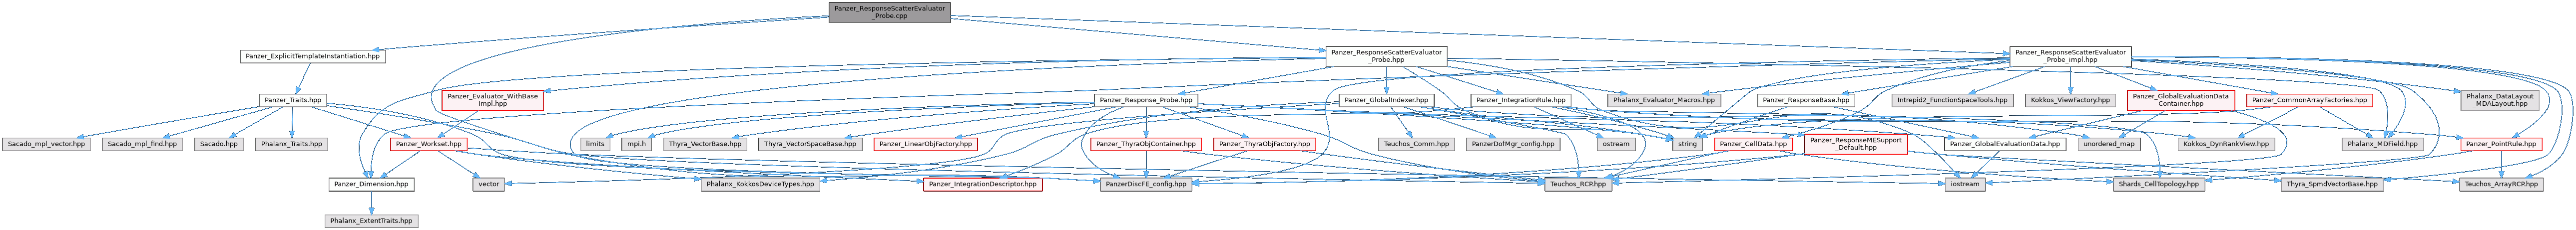 Panzer_ResponseScatterEvaluator
_Probe.cpp
Panzer_ExplicitTemplateInstantiation.hpp
Panzer_ResponseScatterEvaluator
_Probe.hpp
Panzer_ResponseScatterEvaluator
_Probe_impl.hpp
Panzer_Traits.hpp
Panzer_Evaluator_WithBase
Impl.hpp
Panzer_Response_Probe.hpp
Panzer_GlobalIndexer.hpp
Panzer_IntegrationRule.hpp
Phalanx_Evaluator_Macros.hpp
Panzer_ResponseBase.hpp
Intrepid2_FunctionSpaceTools.hpp
Kokkos_ViewFactory.hpp
Panzer_GlobalEvaluationData
Container.hpp
Panzer_CommonArrayFactories.hpp
Phalanx_DataLayout
_MDALayout.hpp
Sacado_mpl_vector.hpp
Sacado_mpl_find.hpp
Sacado.hpp
Phalanx_Traits.hpp
Panzer_Workset.hpp
limits
mpi.h
Thyra_VectorBase.hpp
Thyra_VectorSpaceBase.hpp
Panzer_LinearObjFactory.hpp
Panzer_ThyraObjContainer.hpp
Panzer_ThyraObjFactory.hpp
Teuchos_Comm.hpp
PanzerDofMgr_config.hpp
ostream
string
Panzer_CellData.hpp
Panzer_ResponseMESupport
_Default.hpp
Panzer_GlobalEvaluationData.hpp
unordered_map
Kokkos_DynRankView.hpp
Phalanx_MDField.hpp
Panzer_PointRule.hpp
Panzer_Dimension.hpp
vector
Phalanx_KokkosDeviceTypes.hpp
Panzer_IntegrationDescriptor.hpp
PanzerDiscFE_config.hpp
Teuchos_RCP.hpp
iostream
Shards_CellTopology.hpp
Thyra_SpmdVectorBase.hpp
Teuchos_ArrayRCP.hpp
Phalanx_ExtentTraits.hpp